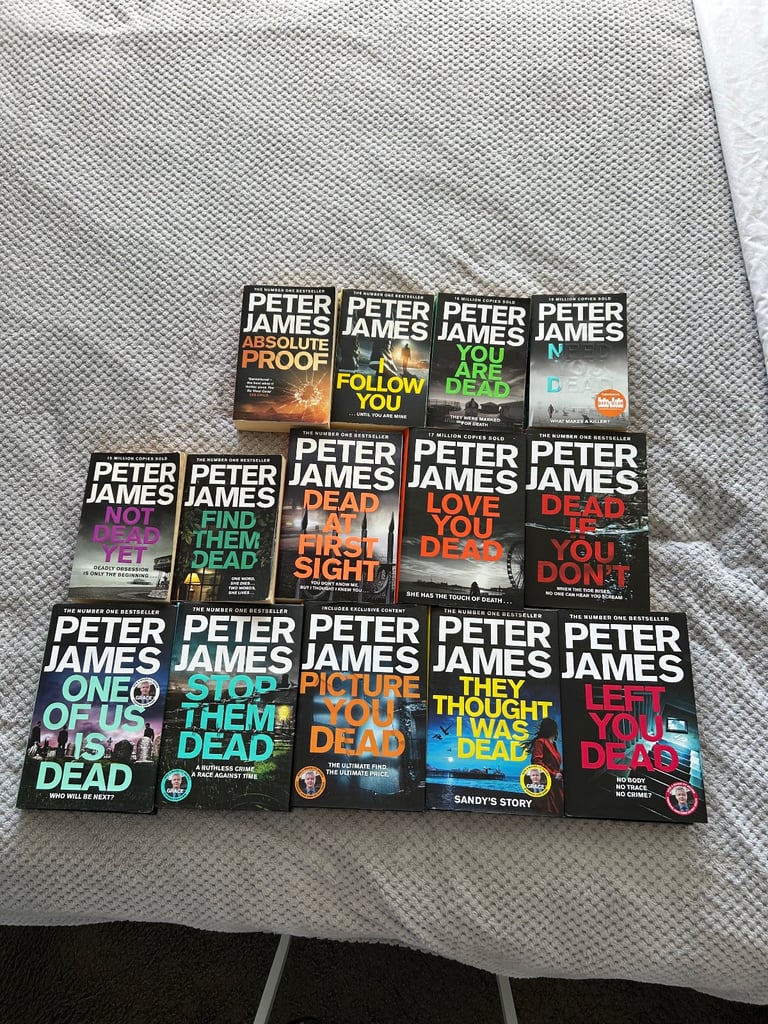 THE NUMBER ONE BESTSELLER
PETER
JAMES
ABSOLUTE
PROOF
THE NUMBER ONE BESTSELLER
PETER
JAMES
I
FOLLOW
YOU
...UNTIL YOU ARE MINE
16 MILLION COPIES SOLD
PETER
JAMES
YOU
ARE
DEAD
THEY WERE MARKED
FOR DEATH
19 MILLION COPIES SOLD
PETER
JAMES
NEED
YOU
DEAD
WHAT MAKES A KILLER?
15 MILLION COPIES SOLD
PETER
JAMES
NOT
DEAD
YET
DEADLY OBSESSION
IS ONLY THE BEGINNING...
THE NUMBER ONE BESTSELLER
PETER
JAMES
FIND
THEM
DEAD
ONE WORD,
SHE DIES...
TWO WORDS,
SHE LIVES...
THE NUMBER ONE BESTSELLER
PETER
JAMES
DEAD
AT
FIRST
SIGHT
YOU DON'T KNOW ME,
BUT I THOUGHT I KNEW YOU...
17 MILLION COPIES SOLD
PETER
JAMES
LOVE
YOU
DEAD
SHE HAS THE TOUCH OF DEATH...
THE NUMBER ONE BESTSELLER
PETER
JAMES
DEAD
IF
YOU
DON'T
WHEN THE TIDE RISES,
NO ONE CAN HEAR YOU SCREAM
THE NUMBER ONE BESTSELLER
PETER
JAMES
ONE
OF US
IS
DEAD
GRACE
WHO WILL BE NEXT?
THE NUMBER ONE BESTSELLER
PETER
JAMES
STOP
THEM
DEAD
A RUTHLESS CRIME
A RACE AGAINST TIME
GRACE
INCLUDES EXCLUSIVE CONTENT
PETER
JAMES
PICTURE
YOU
DEAD
THE ULTIMATE FIND.
THE ULTIMATE PRICE.
GRACE
THE NUMBER ONE BESTSELLER
PETER
JAMES
THEY
THOUGHT
I WAS
DEAD
GRACE
SANDY'S STORY
THE NUMBER ONE BESTSELLER
PETER
JAMES
LEFT
YOU
DEAD
NO BODY
NO TRACE
NO CRIME?
GRACE